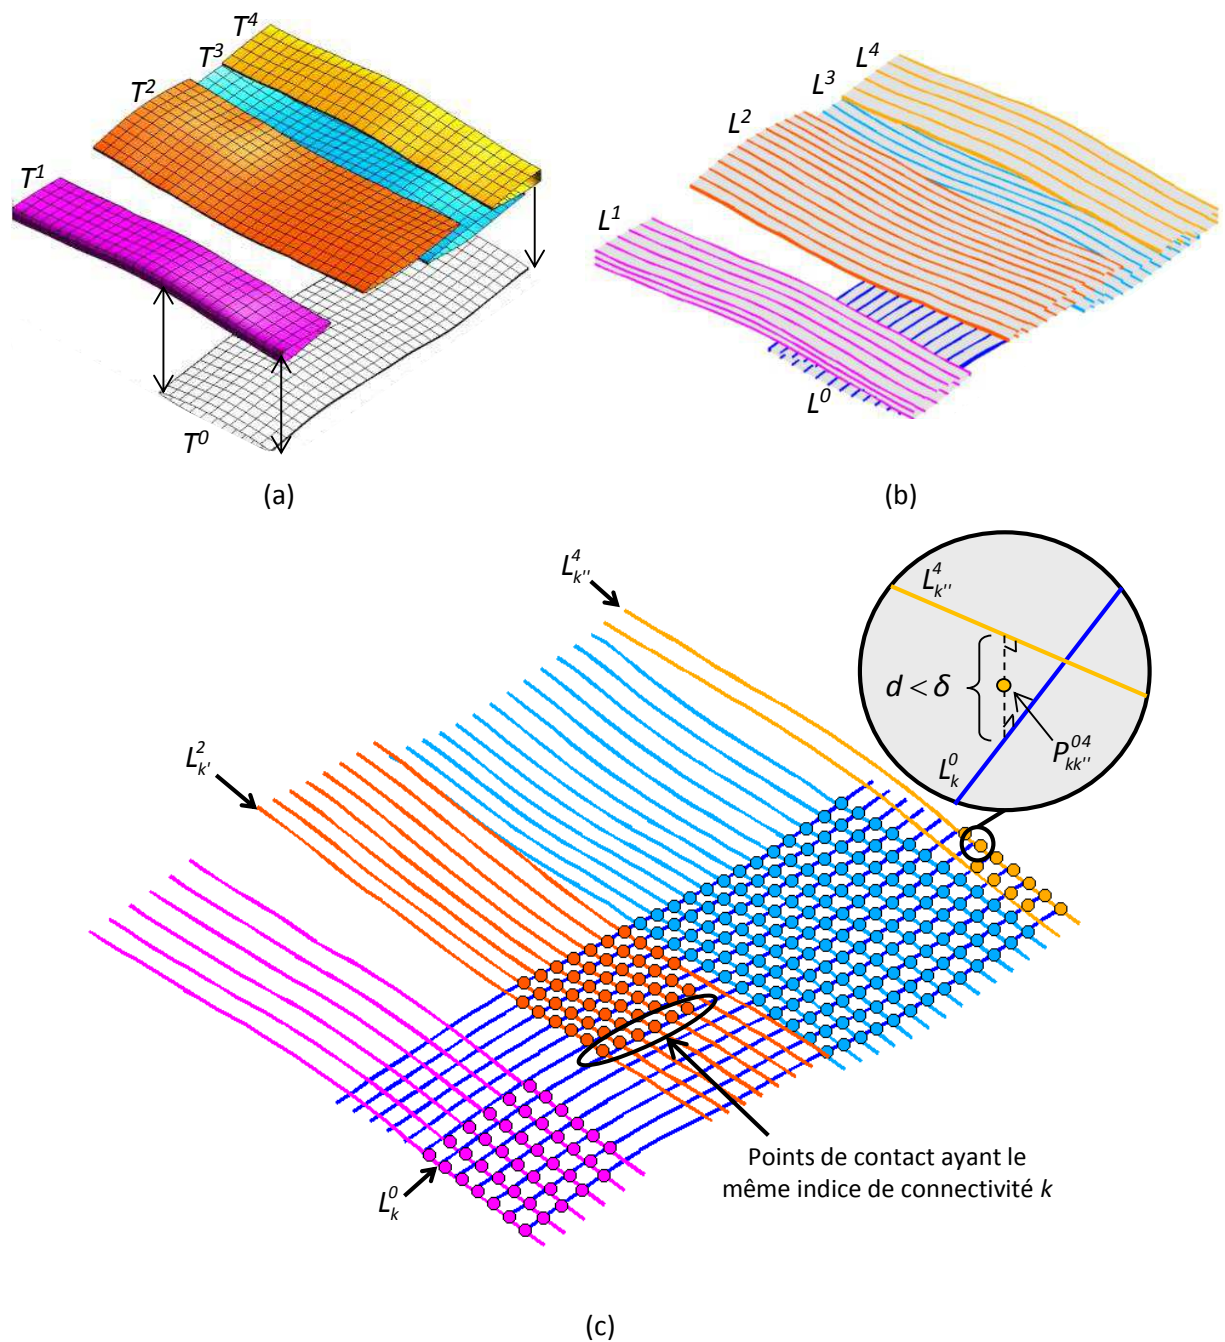 T⁴
T³
T²
T¹
T⁰
(a)
L⁴
L³
L²
L¹
L⁰
(b)
L⁴ₖ''
L⁴ₖ''
d < δ
P⁰⁴ₖₖ''
L⁰ₖ
L²ₖ'
L⁰ₖ
Points de contact ayant le
même indice de connectivité k
(c)